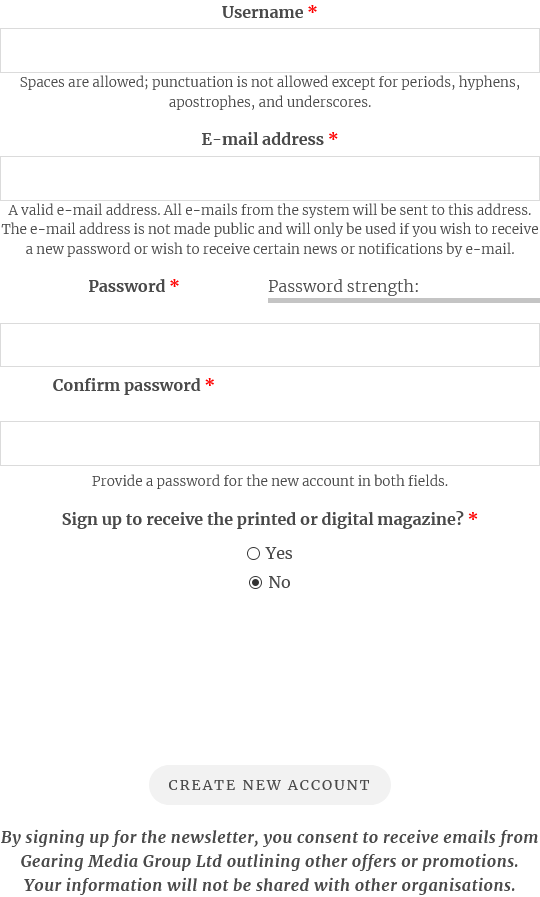 Username *
Spaces are allowed; punctuation is not allowed except for periods, hyphens,
apostrophes, and underscores.
E-mail address *
A valid e-mail address. All e-mails from the system will be sent to this address.
The e-mail address is not made public and will only be used if you wish to receive
a new password or wish to receive certain news or notifications by e-mail.
Password *
Password strength:
Confirm password *
Provide a password for the new account in both fields.
Sign up to receive the printed or digital magazine? *
Yes
No
CREATE NEW ACCOUNT
By signing up for the newsletter, you consent to receive emails from
Gearing Media Group Ltd outlining other offers or promotions.
Your information will not be shared with other organisations.